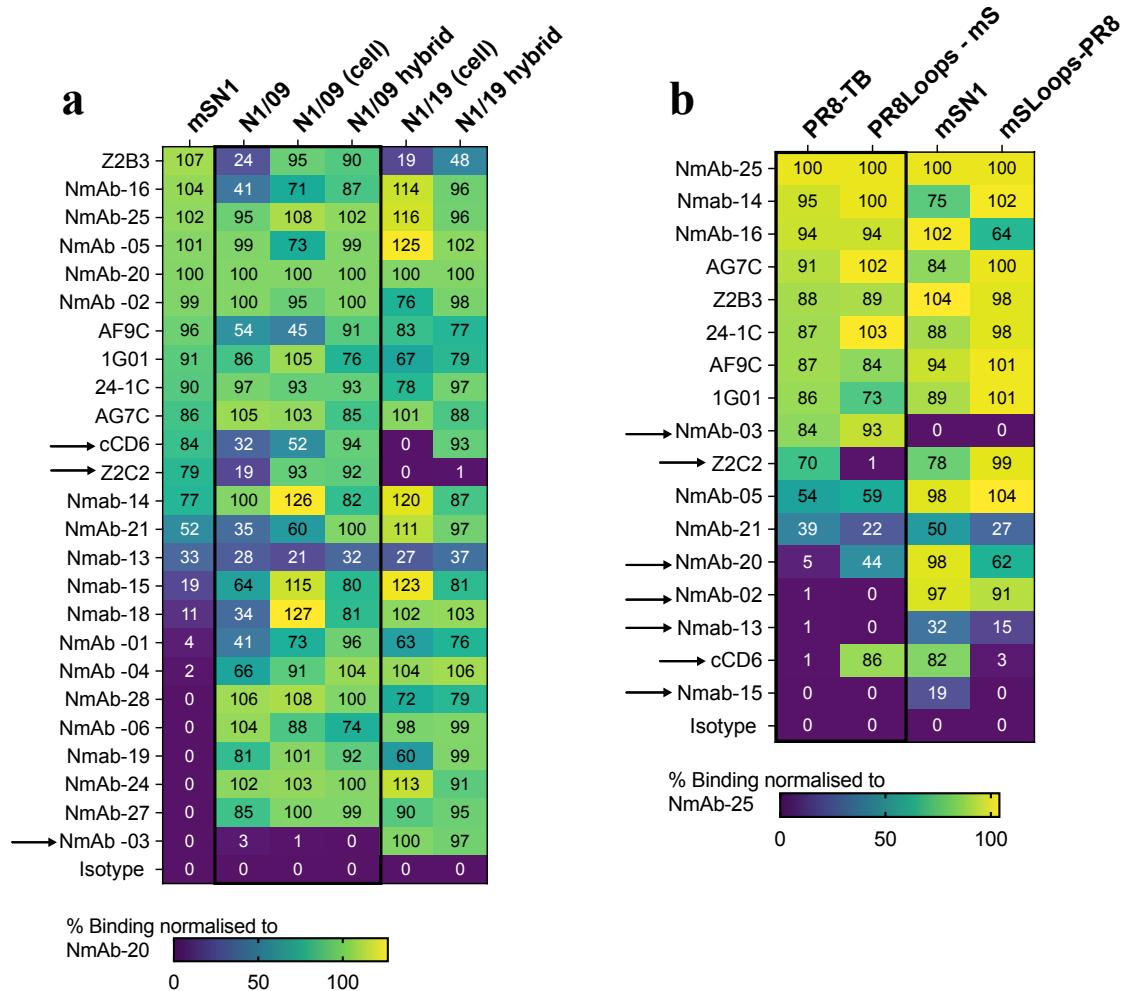 a
mSN1 N1/09 N1/09 (cell) N1/09 hybrid N1/19 (cell) N1/19 hybrid
Z2B3 107 24 95 90 19 48
NmAb-16 104 41 71 87 114 96
NmAb-25 102 95 108 102 116 96
NmAb -05 101 99 73 99 125 102
NmAb-20 100 100 100 100 100 100
NmAb -02 99 100 95 100 76 98
AF9C 96 54 45 91 83 77
1G01 91 86 105 76 67 79
24-1C 90 97 93 93 78 97
AG7C 86 105 103 85 101 88
cCD6 84 32 52 94 0 93
Z2C2 79 19 93 92 0 1
Nmab-14 77 100 126 82 120 87
NmAb-21 52 35 60 100 111 97
Nmab-13 33 28 21 32 27 37
Nmab-15 19 64 115 80 123 81
Nmab-18 11 34 127 81 102 103
NmAb -01 4 41 73 96 63 76
NmAb -04 2 66 91 104 104 106
NmAb-28 0 106 108 100 72 79
NmAb -06 0 104 88 74 98 99
Nmab-19 0 81 101 92 60 99
NmAb-24 0 102 103 100 113 91
NmAb-27 0 85 100 99 90 95
NmAb -03 0 3 1 0 100 97
Isotype 0 0 0 0 0 0
% Binding normalised to
NmAb-20
0 50 100
b
PR8-TB PR8Loops - mS mSN1 mSLoops-PR8
NmAb-25 100 100 100 100
Nmab-14 95 100 75 102
NmAb-16 94 94 102 64
AG7C 91 102 84 100
Z2B3 88 89 104 98
24-1C 87 103 88 98
AF9C 87 84 94 101
1G01 86 73 89 101
NmAb-03 84 93 0 0
Z2C2 70 1 78 99
NmAb-05 54 59 98 104
NmAb-21 39 22 50 27
NmAb-20 5 44 98 62
NmAb-02 1 0 97 91
Nmab-13 1 0 32 15
cCD6 1 86 82 3
Nmab-15 0 0 19 0
Isotype 0 0 0 0
% Binding normalised to
NmAb-25
0 50 100